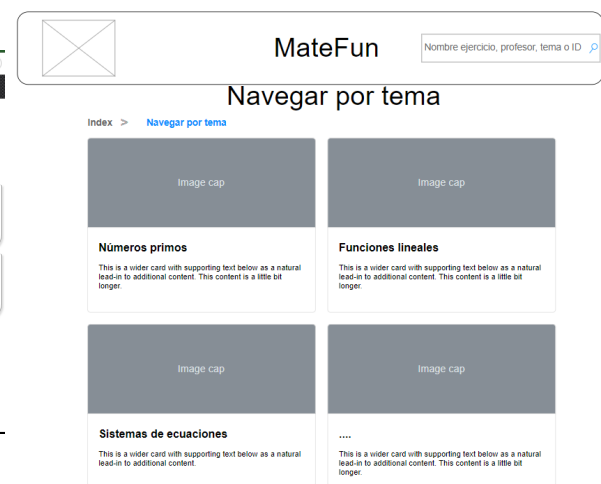 MateFun
Nombre ejercicio, profesor, tema o ID
Navegar por tema
Index > Navegar por tema
Image cap
Image cap
Números primos
Funciones lineales
This is a wider card with supporting text below as a natural
lead-in to additional content. This content is a little bit
longer.
This is a wider card with supporting text below as a natural
lead-in to additional content. This content is a little bit
longer.
Image cap
Image cap
Sistemas de ecuaciones
....
This is a wider card with supporting text below as a natural
lead-in to additional content.
This is a wider card with supporting text below as a natural
lead-in to additional content. This content is a little bit
longer.